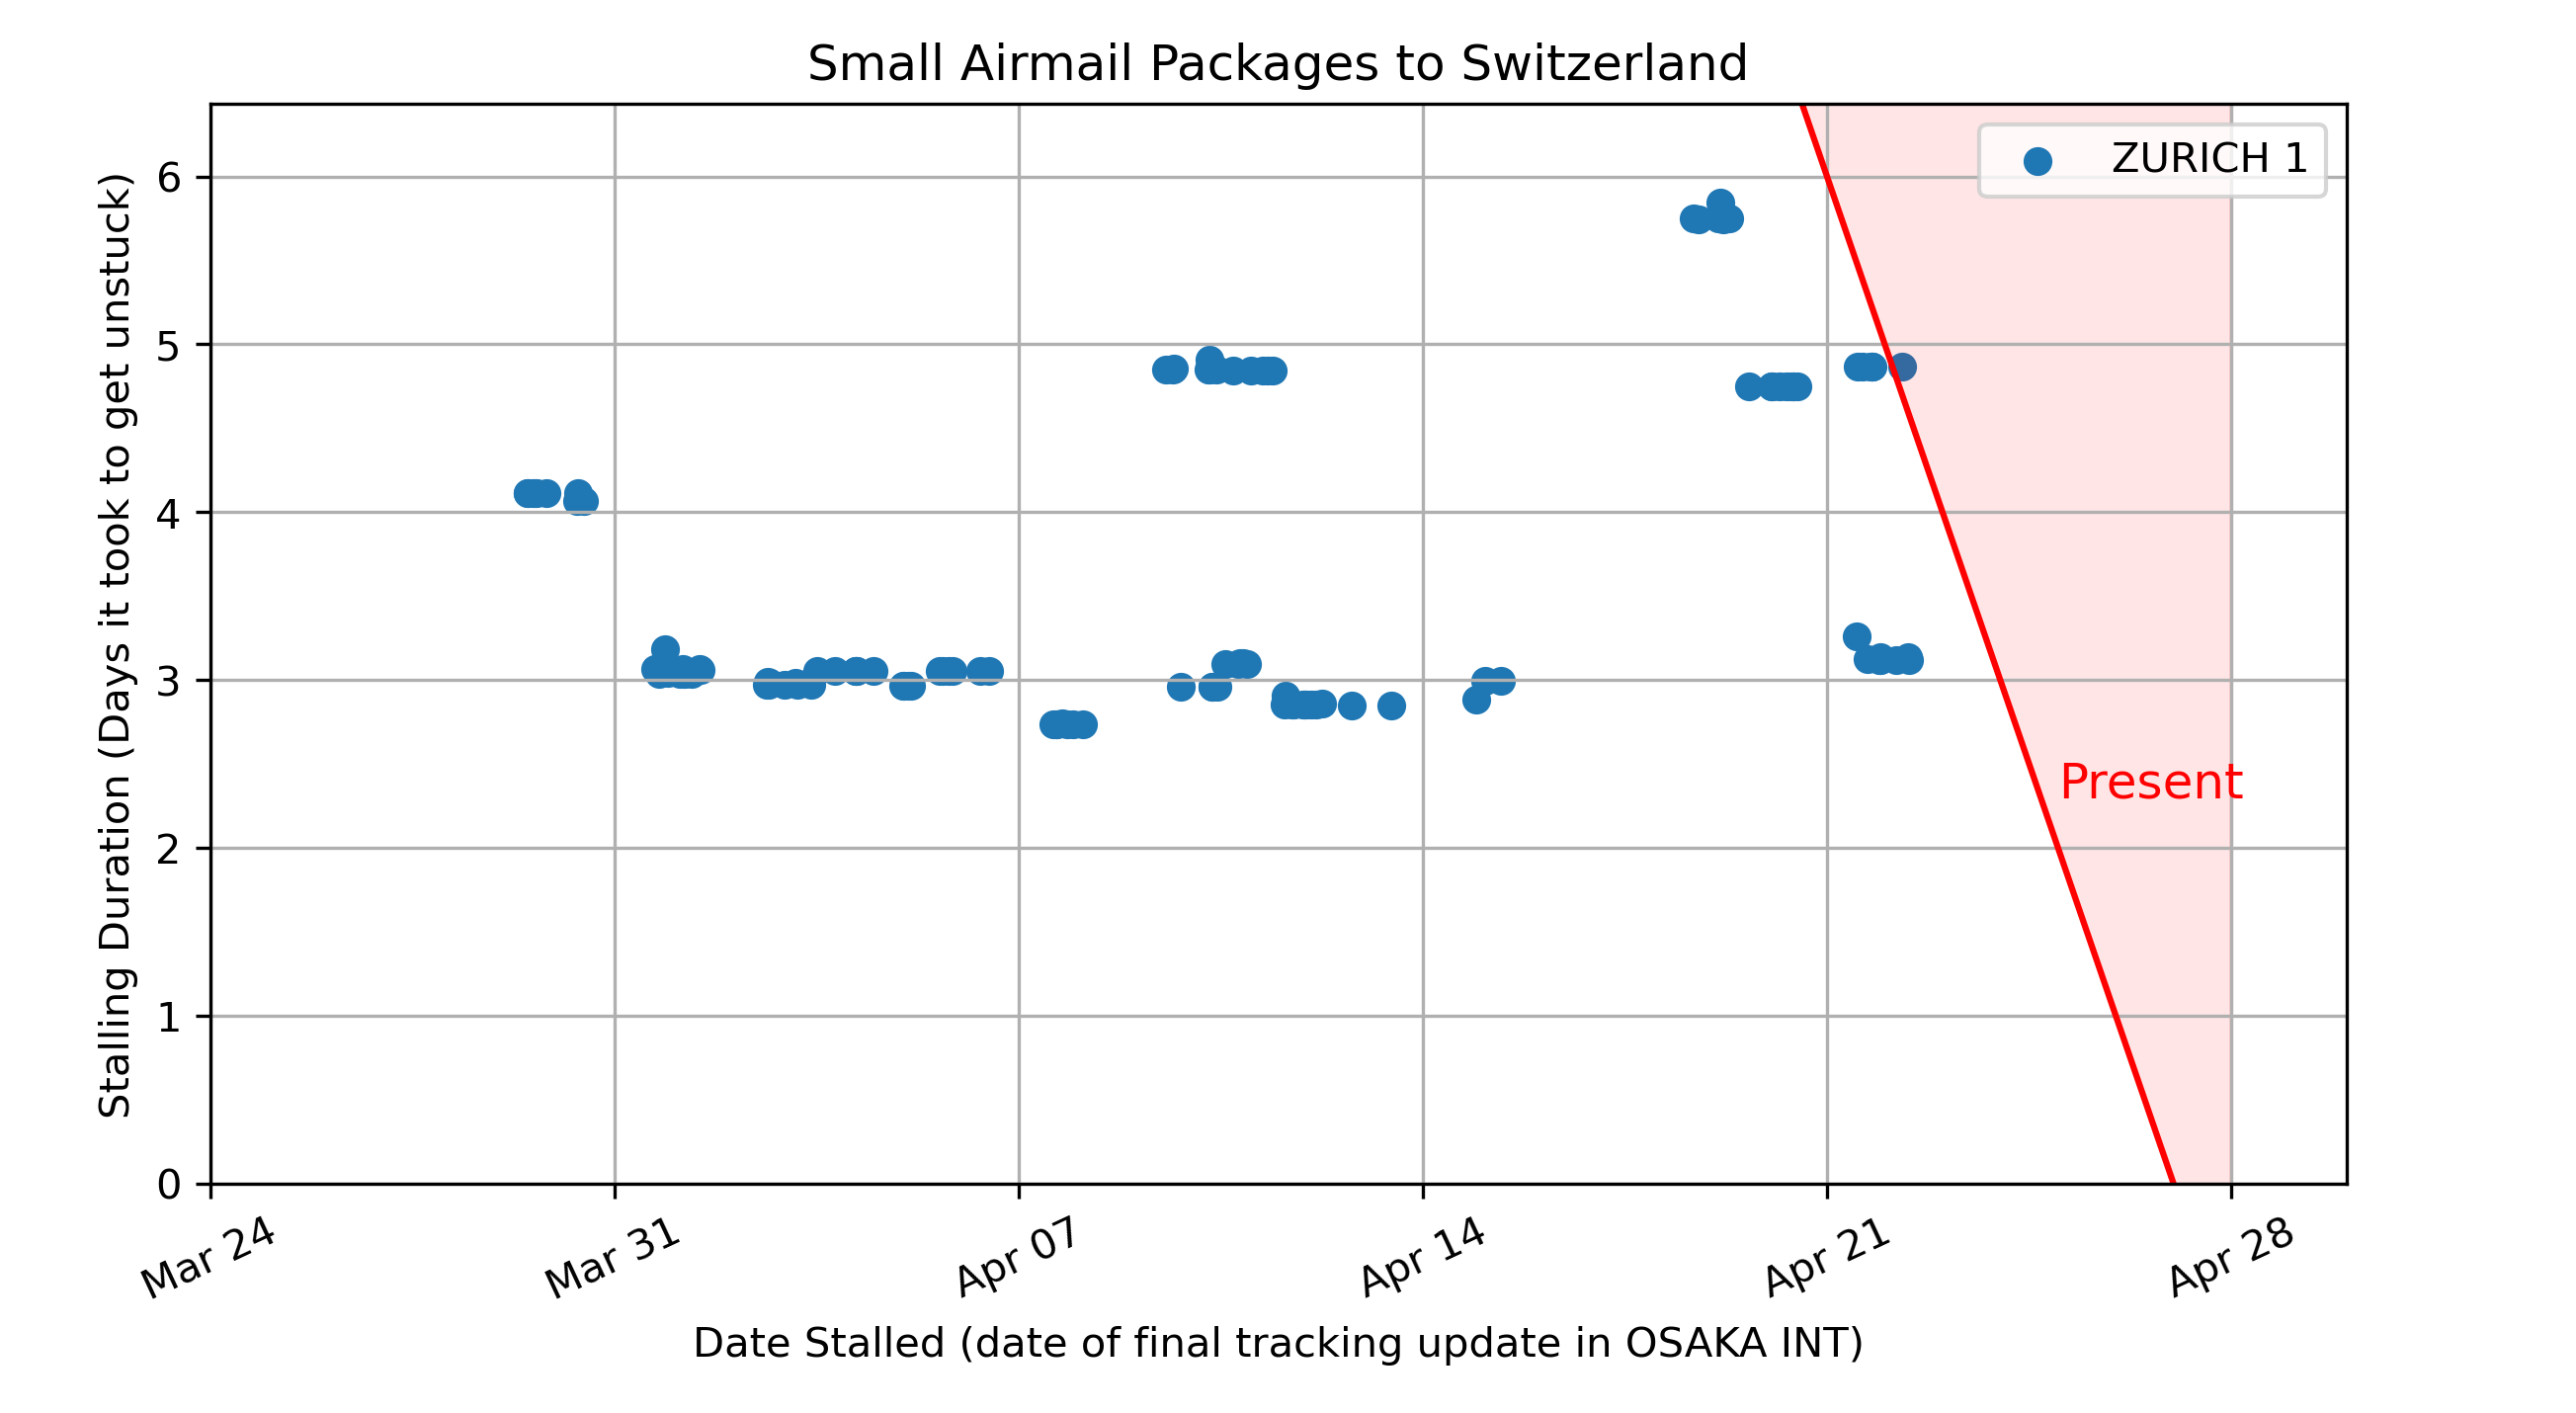 Small Airmail Packages to Switzerland
ZURICH 1
Stalling Duration (Days it took to get unstuck)
6
5
4
3
2
1
0
Present
Mar 24
Mar 31
Apr 07
Apr 14
Apr 21
Apr 28
Date Stalled (date of final tracking update in OSAKA INT)